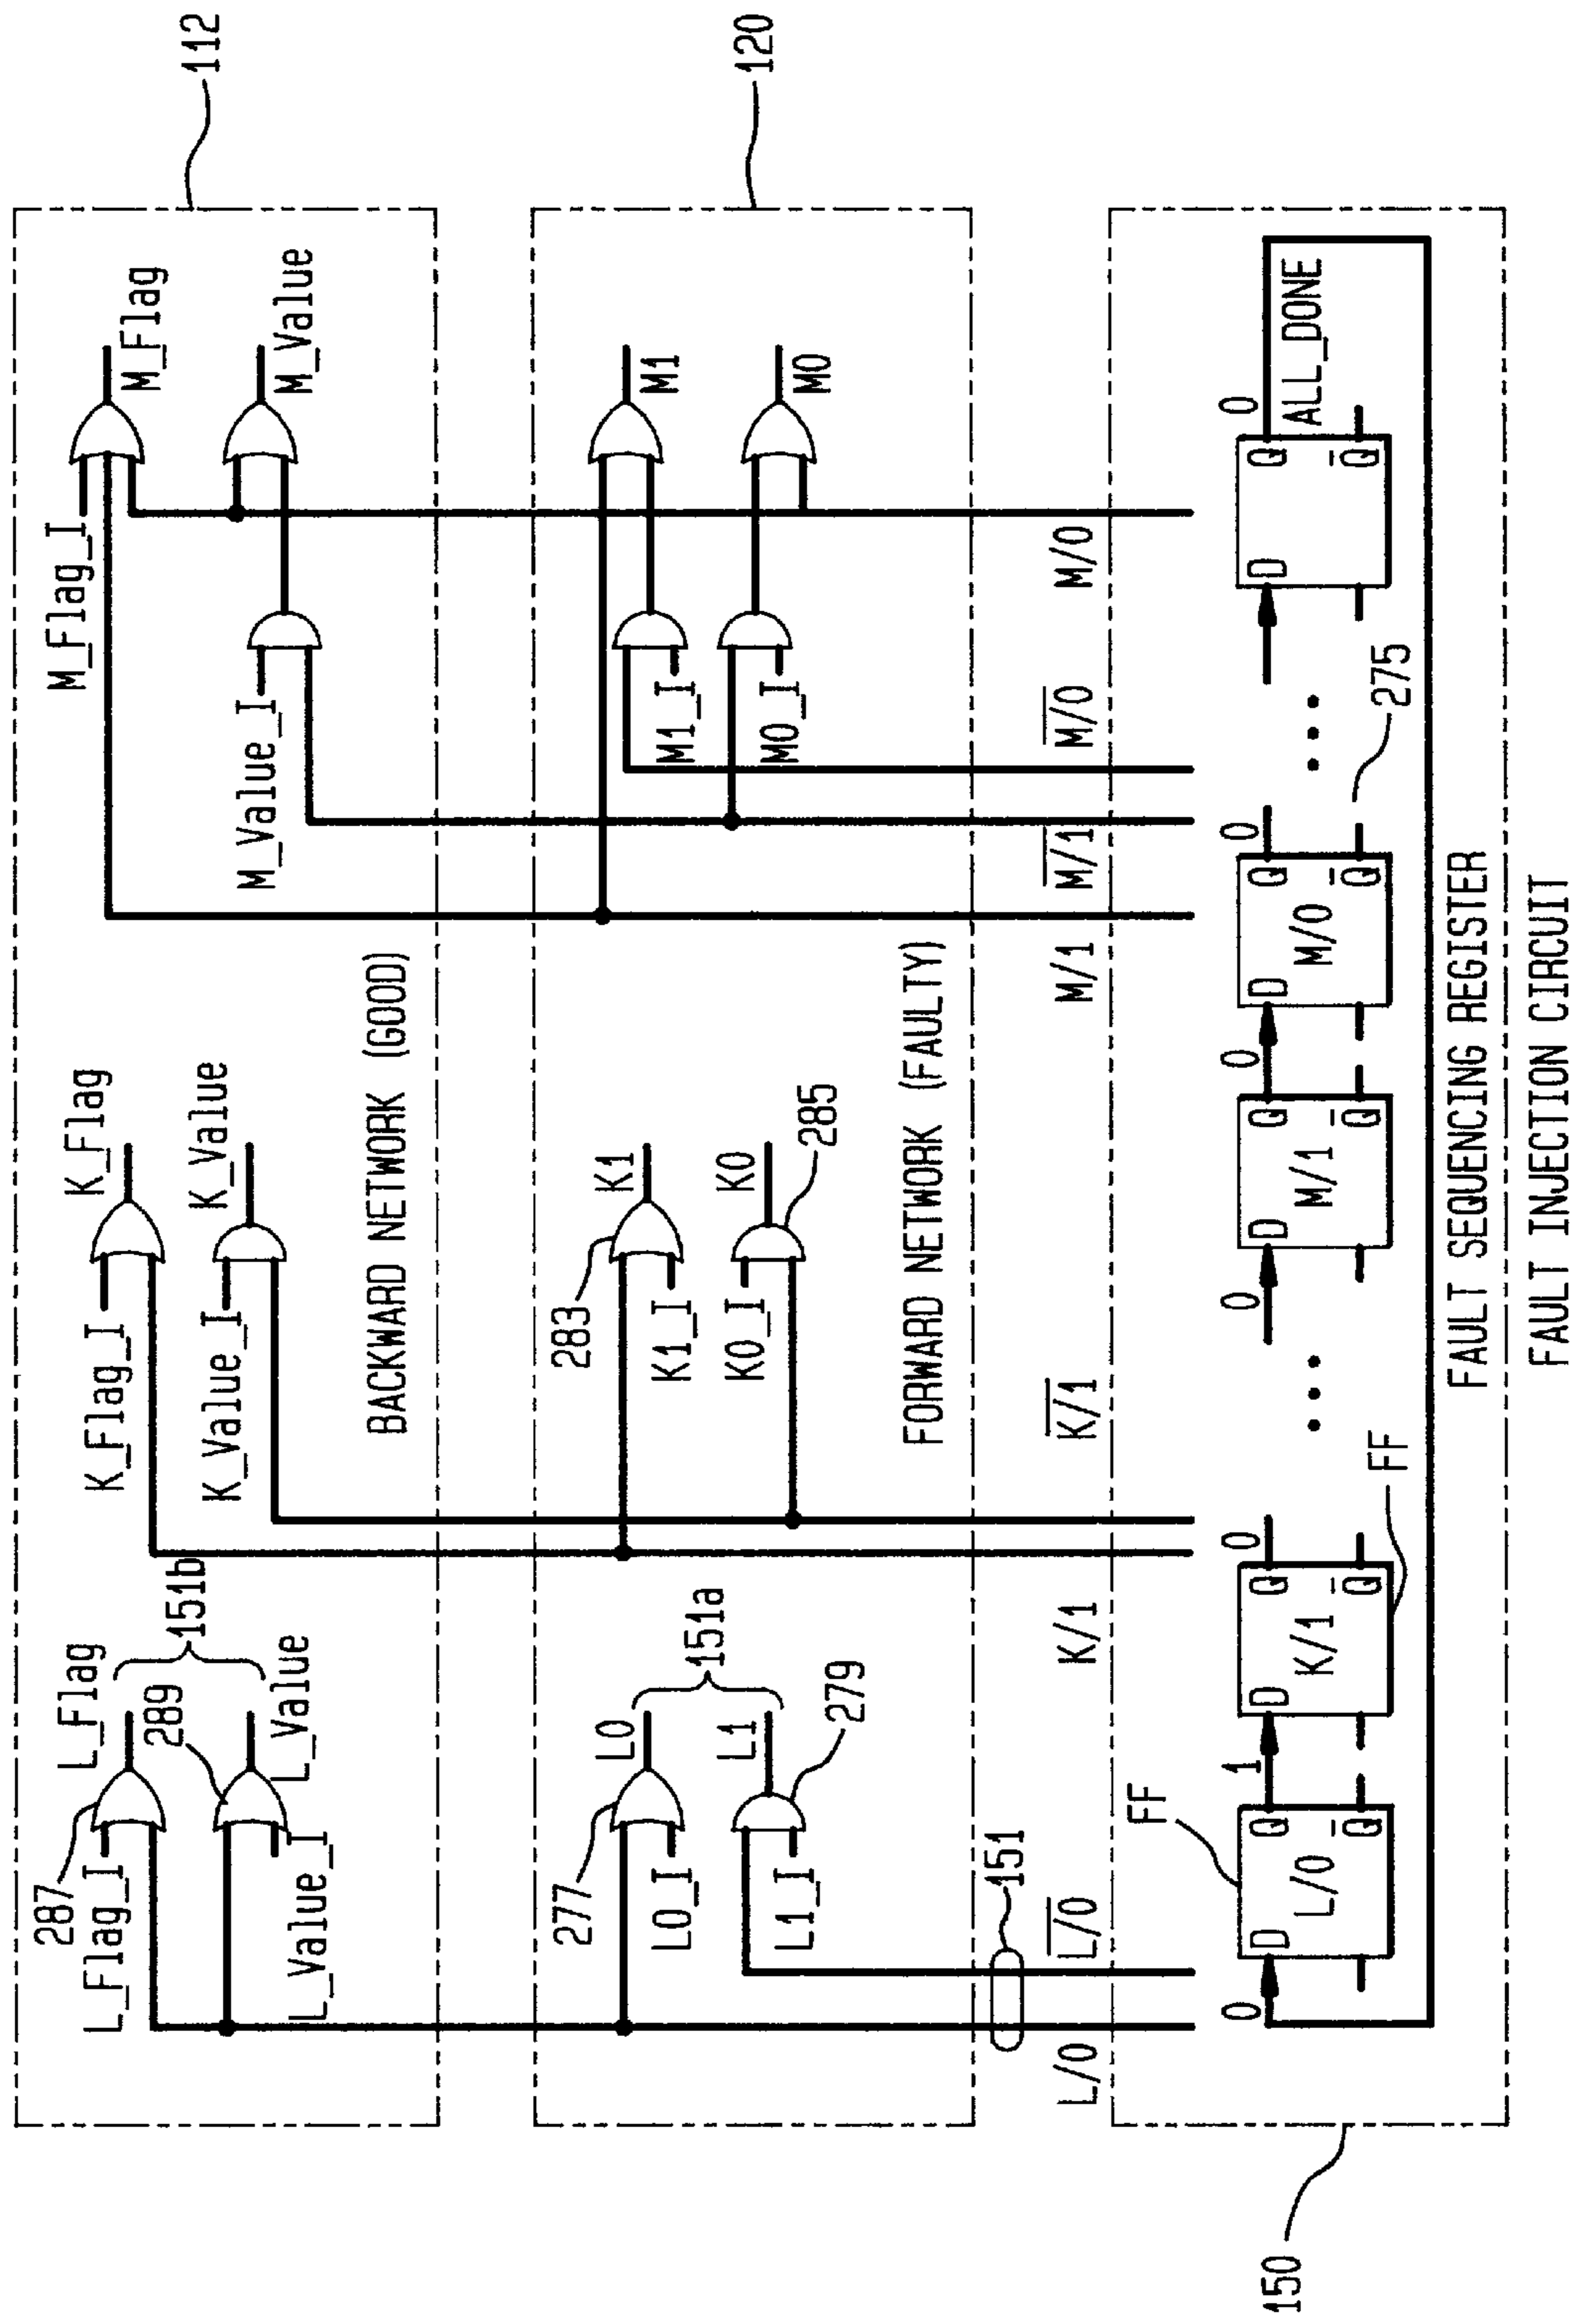 112
M_Flag_I
M_Flag
M_Value_I
M_Value
K_Flag_I
K_Flag
K_Value_I
K_Value
287
L_Flag_I
L_Flag
289
151b
L_Value_I
L_Value
BACKWARD NETWORK (GOOD)
120
M1_I
M1
M0_I
M0
283
K1_I
K1
K0_I
K0
285
277
L0_I
L0
151a
L1_I
L1
279
FORWARD NETWORK (FAULTY)
151
L/0
L̅/̅0̅
K/1
K̅/̅1̅
M/1
M̅/̅1̅
M̅/̅0̅
M/0
150
0
D
L/0
Q
Q̅
FF
1
D
K/1
Q
Q̅
FF
0
...
0
D
M/1
Q
Q̅
0
D
M/0
Q
Q̅
0
275
...
D
Q
Q̅
0
ALL_DONE
FAULT SEQUENCING REGISTER
FAULT INJECTION CIRCUIT